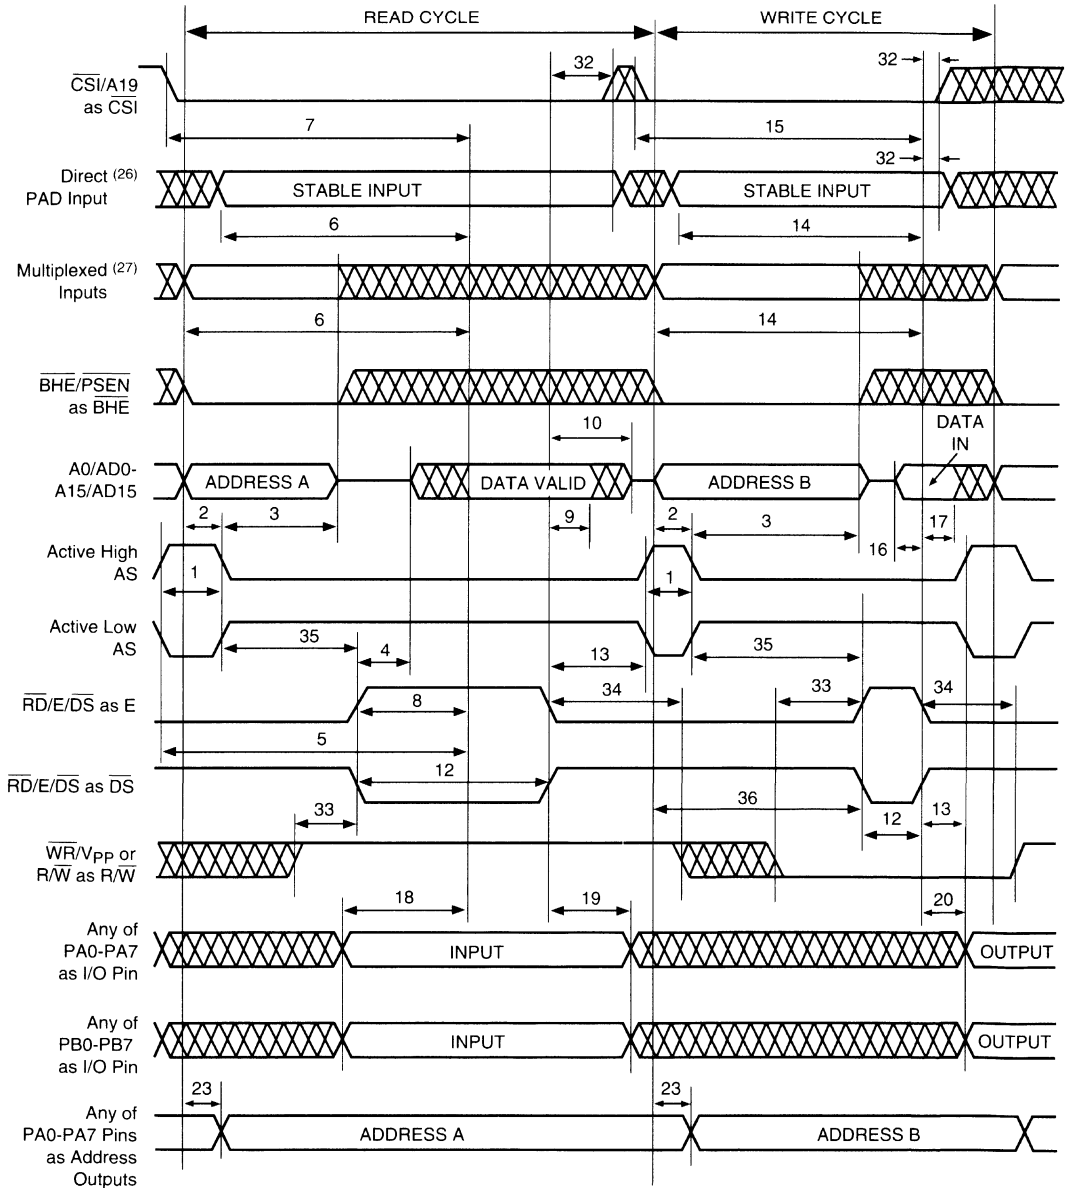 READ CYCLE
WRITE CYCLE
32
32
CSI/A19
as CSI
7
15
32
Direct (26)
PAD Input
STABLE INPUT
STABLE INPUT
6
14
Multiplexed (27)
Inputs
6
14
BHE/PSEN
as BHE
10
DATA
IN
A0/AD0-
A15/AD15
ADDRESS A
DATA VALID
ADDRESS B
2
3
9
2
3
16
17
Active High
AS
1
1
Active Low
AS
35
4
13
35
RD/E/DS as E
8
34
33
34
5
RD/E/DS as DS
12
36
12
13
33
WR/VPP or
R/W as R/W
18
19
20
Any of
PA0-PA7
as I/O Pin
INPUT
OUTPUT
Any of
PB0-PB7
as I/O Pin
INPUT
OUTPUT
23
23
Any of
PA0-PA7 Pins
as Address
Outputs
ADDRESS A
ADDRESS B